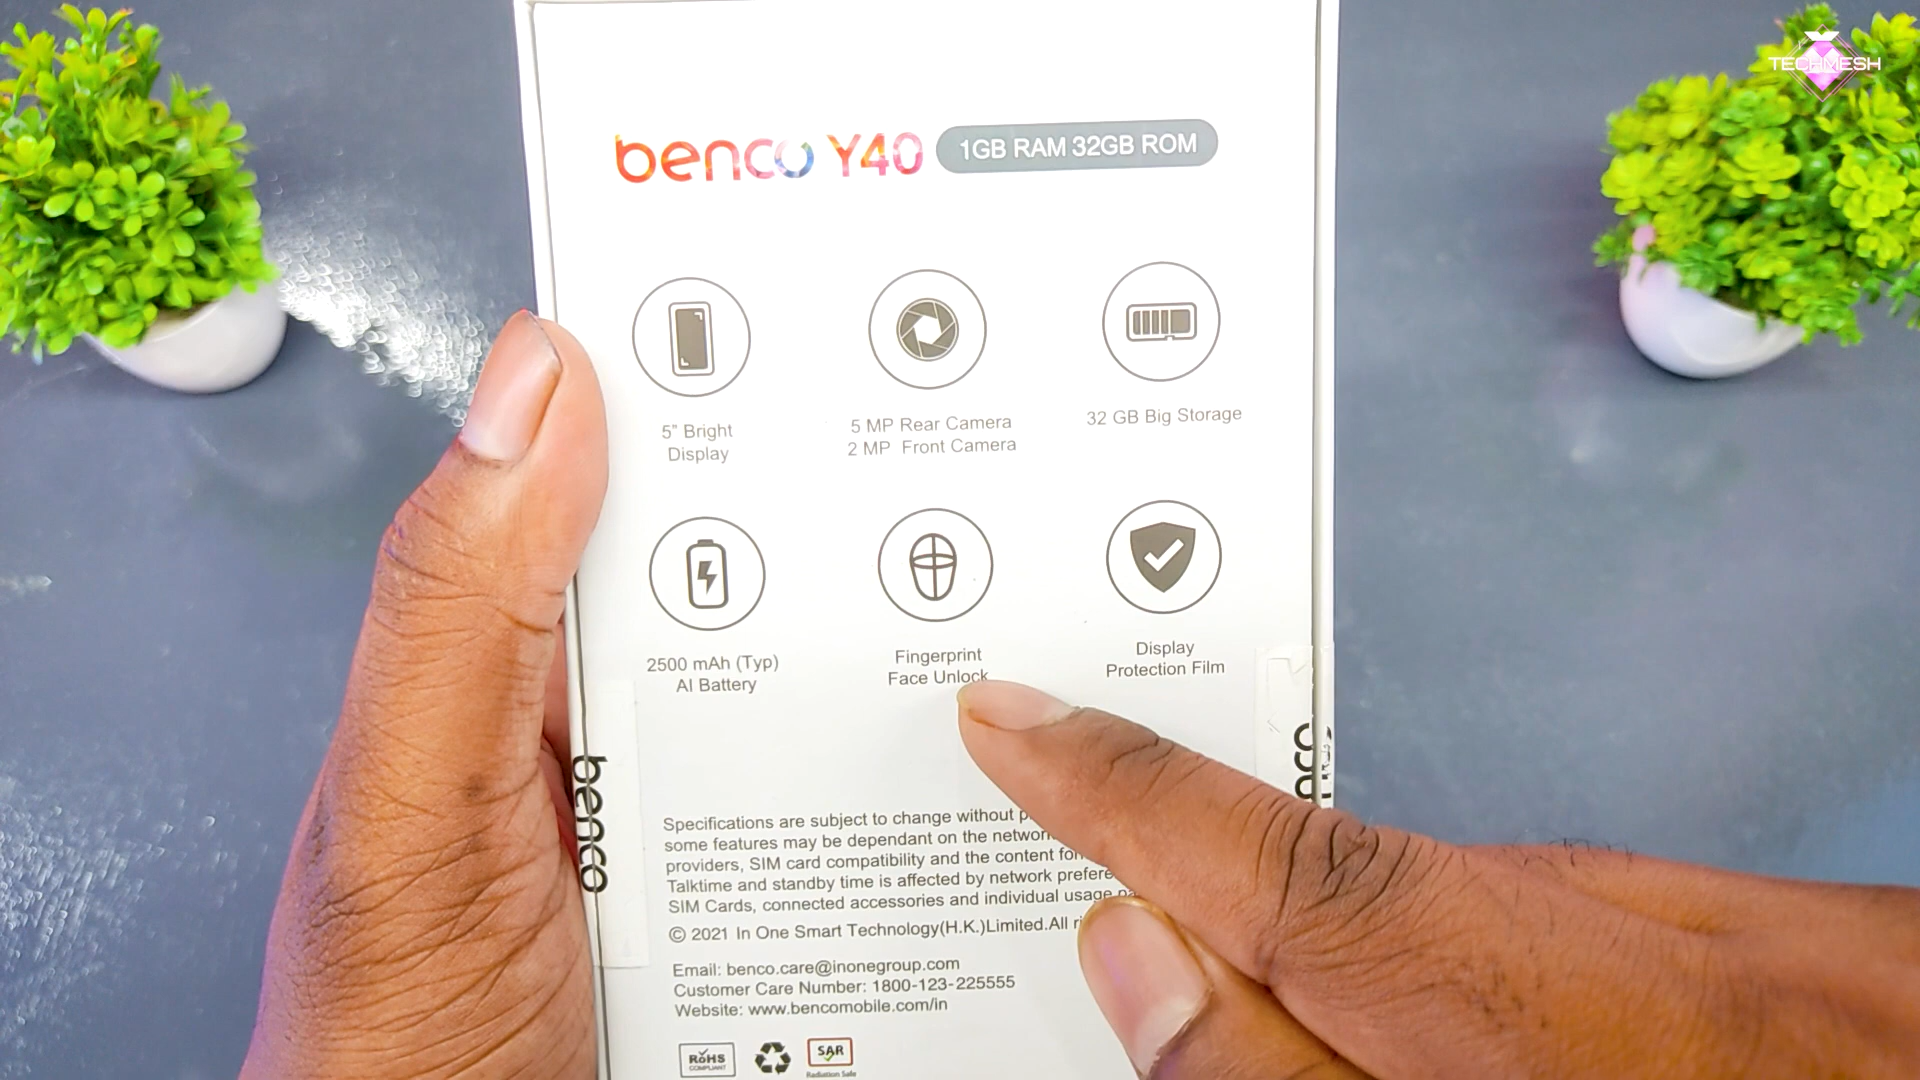 TECHMESH
benco Y40 1GB RAM 32GB ROM
5" Bright
Display
5 MP Rear Camera
2 MP Front Camera
32 GB Big Storage
2500 mAh (Typ)
AI Battery
Fingerprint
Face Unlock
Display
Protection Film
benco
Specifications are subject to change without
some features may be dependant on the network
providers, SIM card compatibility and the content
Talktime and standby time is affected by network
SIM Cards, connected accessories and individual usage
© 2021 In One Smart Technology(H.K.)Limited.All
Email: benco.care@inonegroup.com
Customer Care Number: 1800-123-225555
Website: www.bencomobile.com/in
RoHS
COMPLIANT
SAR
Radiation Safe